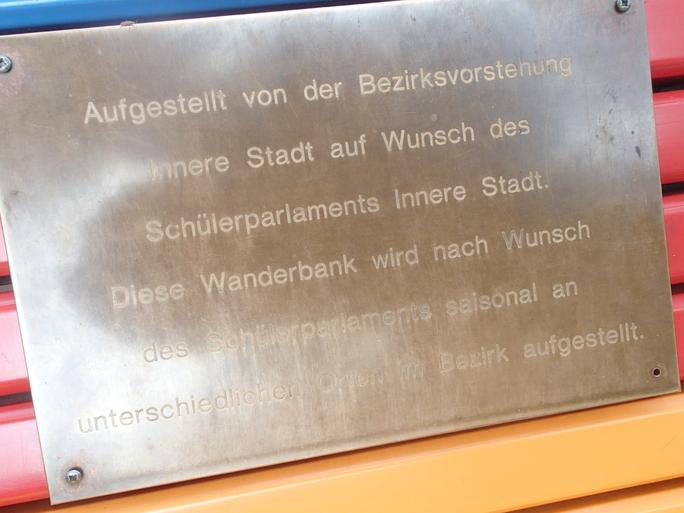 Aufgestellt von der Bezirksvorstehung
Innere Stadt auf Wunsch des
Schülerparlaments Innere Stadt.
Diese Wanderbank wird nach Wunsch
des Schülerparlaments saisonal an
unterschiedlichen Orten im Bezirk aufgestellt.